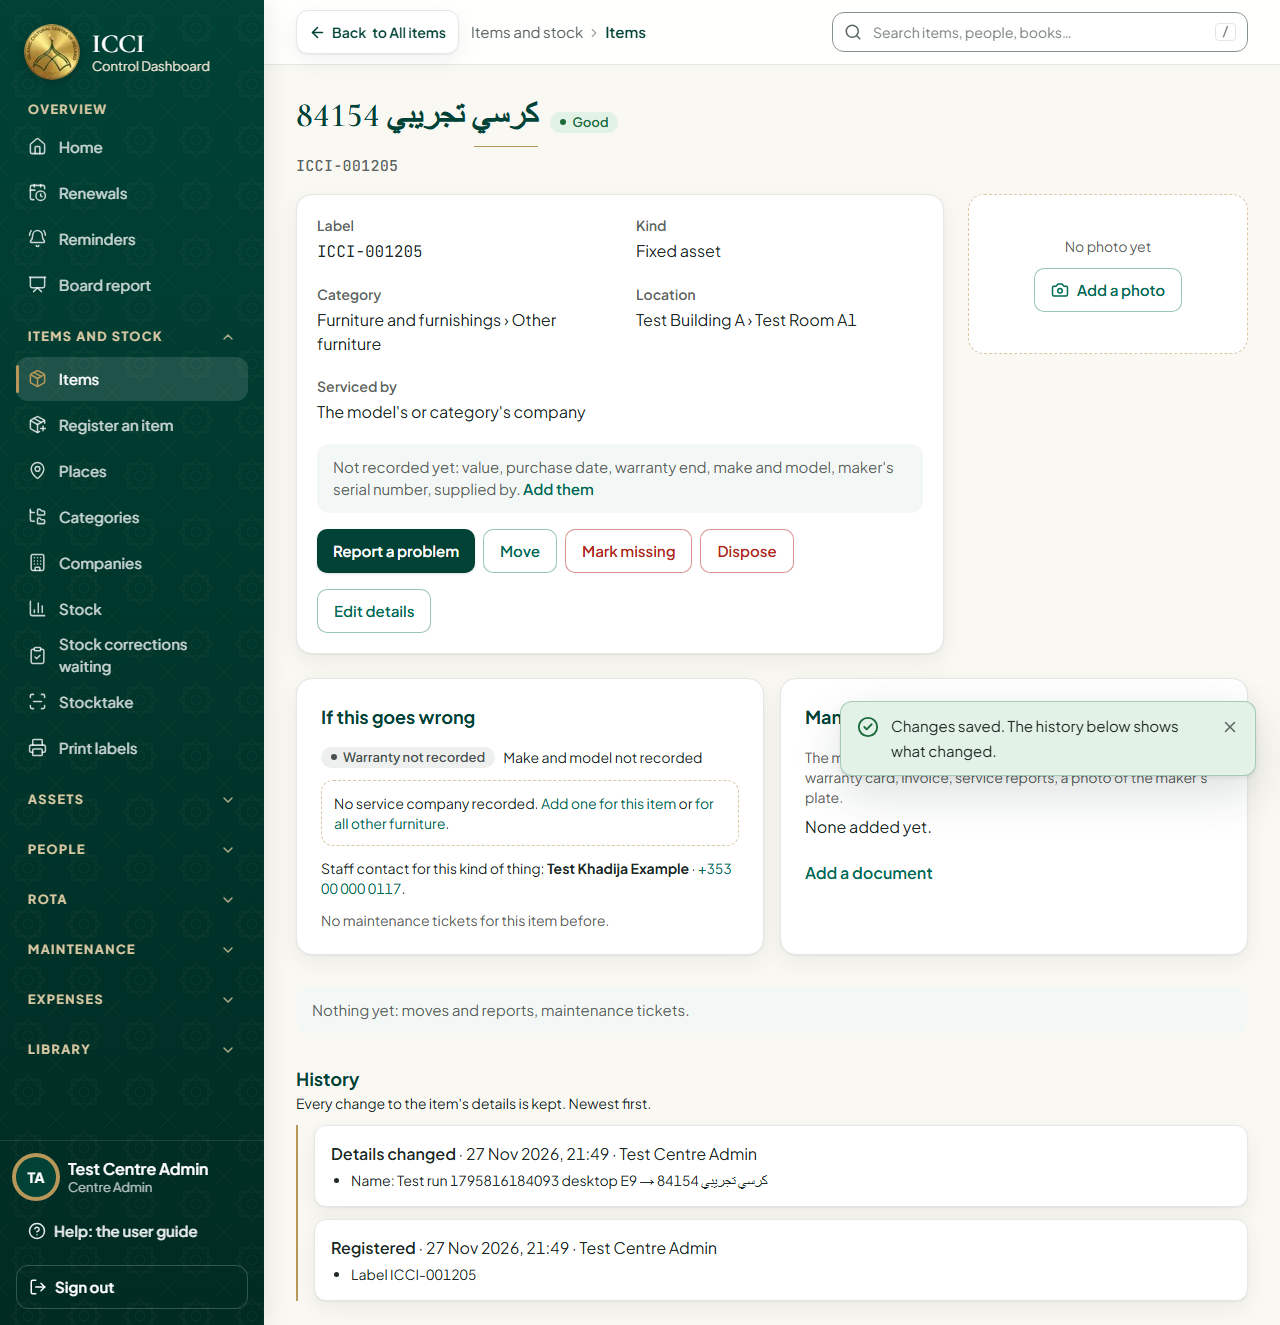 ICCI
Control Dashboard
OVERVIEW
Home
Renewals
Reminders
Board report
ITEMS AND STOCK
Items
Register an item
Places
Categories
Companies
Stock
Stock corrections
waiting
Stocktake
Print labels
ASSETS
PEOPLE
ROTA
MAINTENANCE
EXPENSES
LIBRARY
TA
Test Centre Admin
Centre Admin
Help: the user guide
Sign out
Back to All items
Items and stock › Items
Search items, people, books...
/
كرسي تجريبي 84154
Good
ICCI-001205
Label
ICCI-001205
Kind
Fixed asset
Category
Furniture and furnishings › Other
furniture
Location
Test Building A › Test Room A1
Serviced by
The model's or category's company
Not recorded yet: value, purchase date, warranty end, make and model, maker's
serial number, supplied by. Add them
Report a problem
Move
Mark missing
Dispose
Edit details
No photo yet
Add a photo
If this goes wrong
Warranty not recorded
Make and model not recorded
No service company recorded. Add one for this item or for
all other furniture.
Staff contact for this kind of thing: Test Khadija Example · +353
00 000 0117.
No maintenance tickets for this item before.
Changes saved. The history below shows
what changed.
warranty card, invoice, service reports, a photo of the maker's
plate.
None added yet.
Add a document
Nothing yet: moves and reports, maintenance tickets.
History
Every change to the item's details is kept. Newest first.
Details changed · 27 Nov 2026, 21:49 · Test Centre Admin
Name: Test run 1795816184093 desktop E9 → كرسي تجريبي 84154
Registered · 27 Nov 2026, 21:49 · Test Centre Admin
Label ICCI-001205